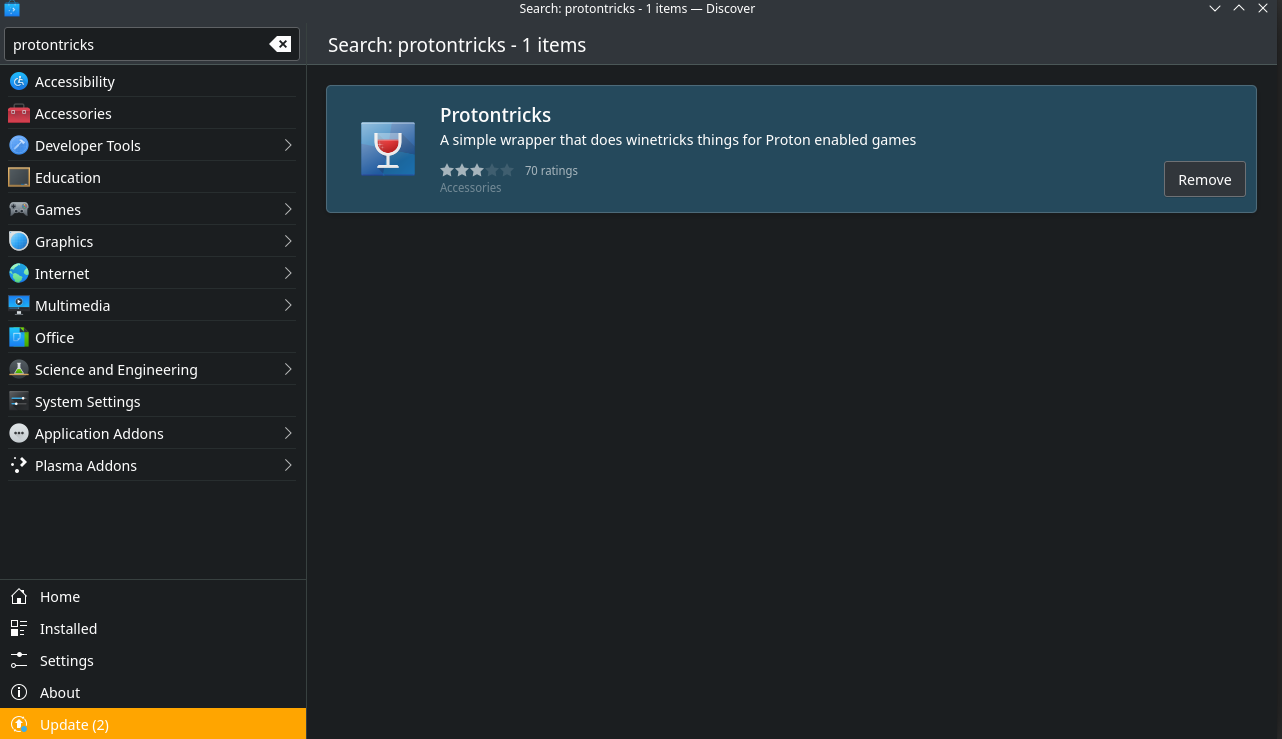 Search: protontricks - 1 items — Discover
protontricks
Search: protontricks - 1 items
Accessibility
Accessories
Developer Tools
Education
Games
Graphics
Internet
Multimedia
Office
Science and Engineering
System Settings
Application Addons
Plasma Addons
Home
Installed
Settings
About
Update (2)
Protontricks
A simple wrapper that does winetricks things for Proton enabled games
70 ratings
Accessories
Remove